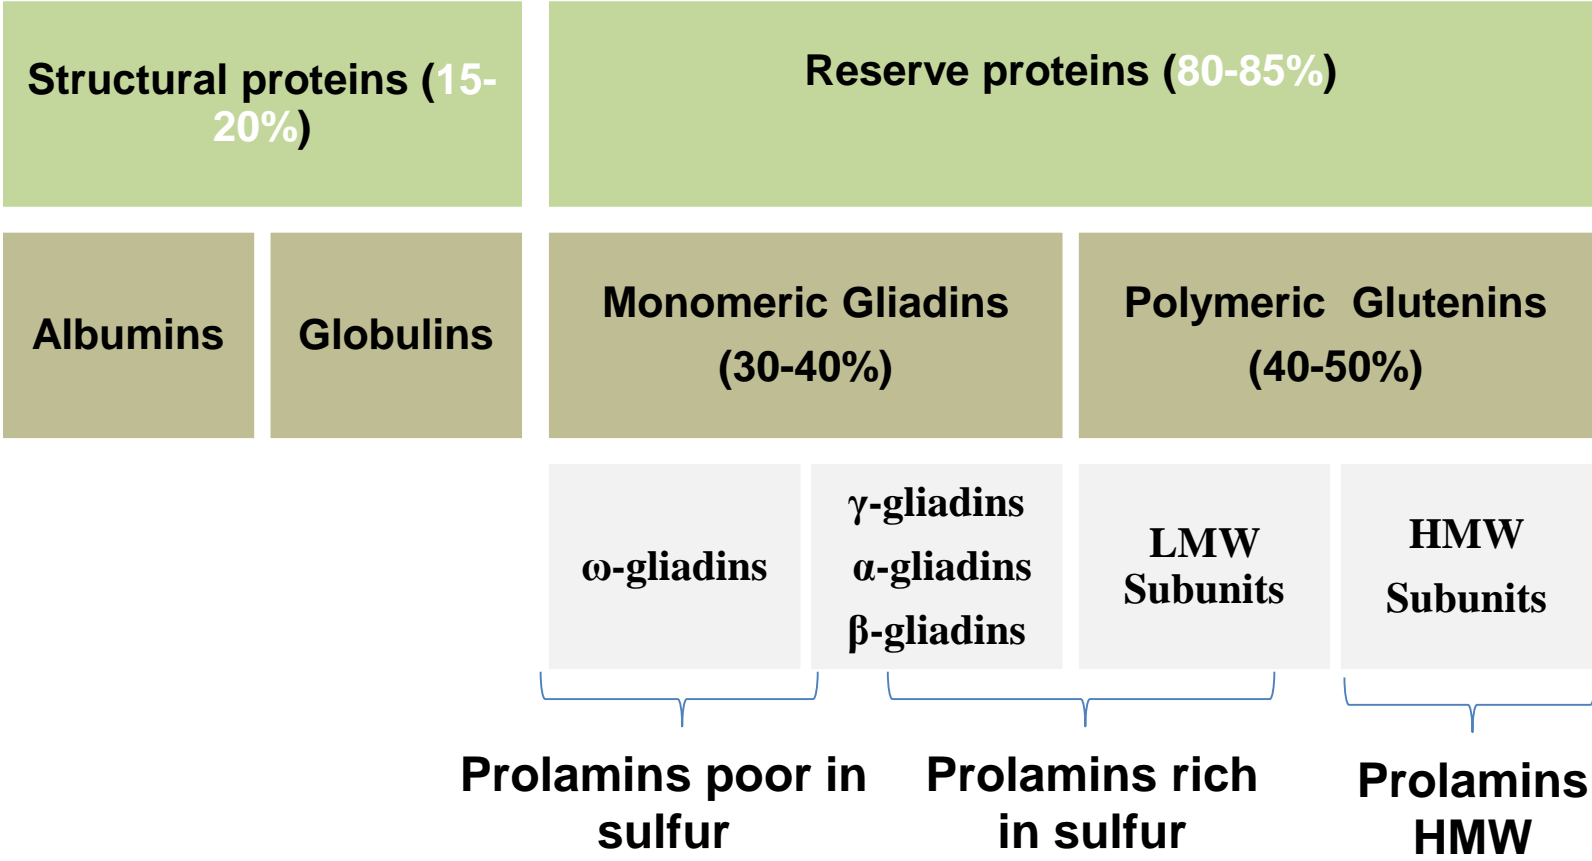 Structural proteins (15-
20%)
Reserve proteins (80-85%)
Albumins
Globulins
Monomeric Gliadins
(30-40%)
Polymeric Glutenins
(40-50%)
ω-gliadins
γ-gliadins
α-gliadins
β-gliadins
LMW
Subunits
HMW
Subunits
Prolamins poor in
sulfur
Prolamins rich
in sulfur
Prolamins
HMW